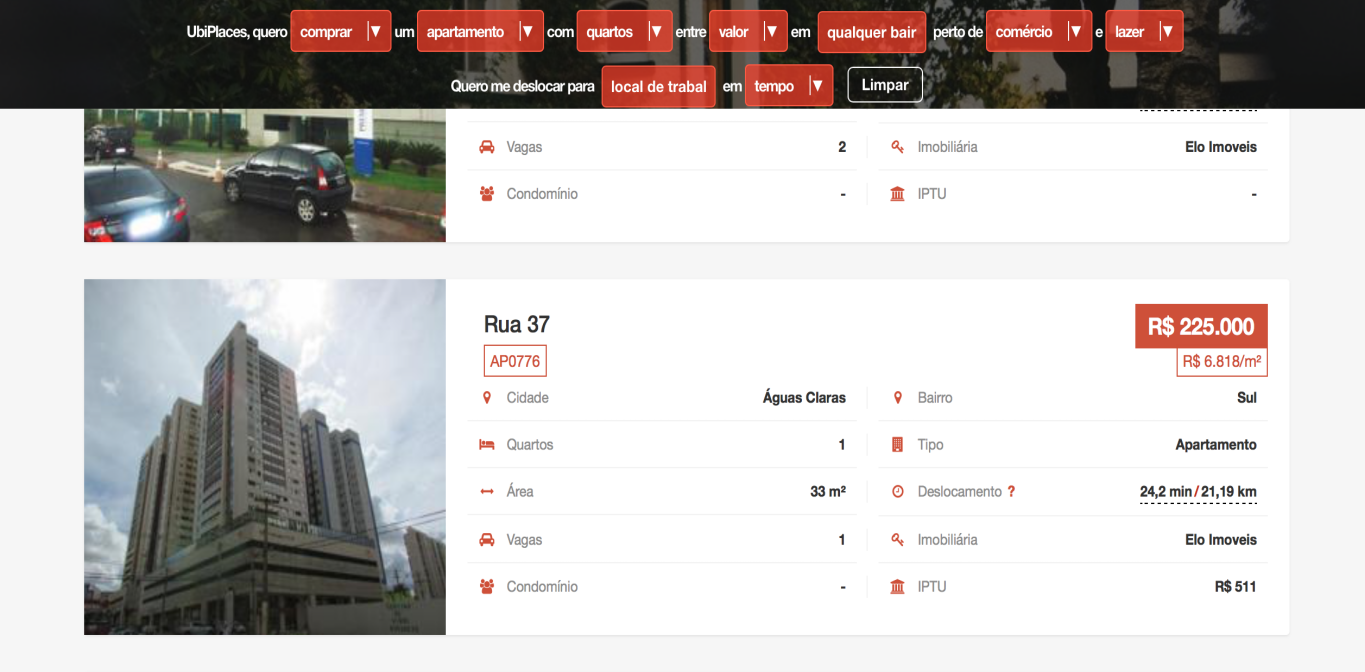 UbiPlaces, quero comprar um apartamento com quartos entre valor em qualquer bair perto de comércio e lazer
Quero me deslocar para local de trabal em tempo Limpar
Vagas 2 Imobiliária Elo Imoveis
Condomínio - IPTU -
Rua 37 R$ 225.000
AP0776 R$ 6.818/m²
Cidade Águas Claras Bairro Sul
Quartos 1 Tipo Apartamento
Área 33 m² Deslocamento ? 24,2 min / 21,19 km
Vagas 1 Imobiliária Elo Imoveis
Condomínio - IPTU R$ 511